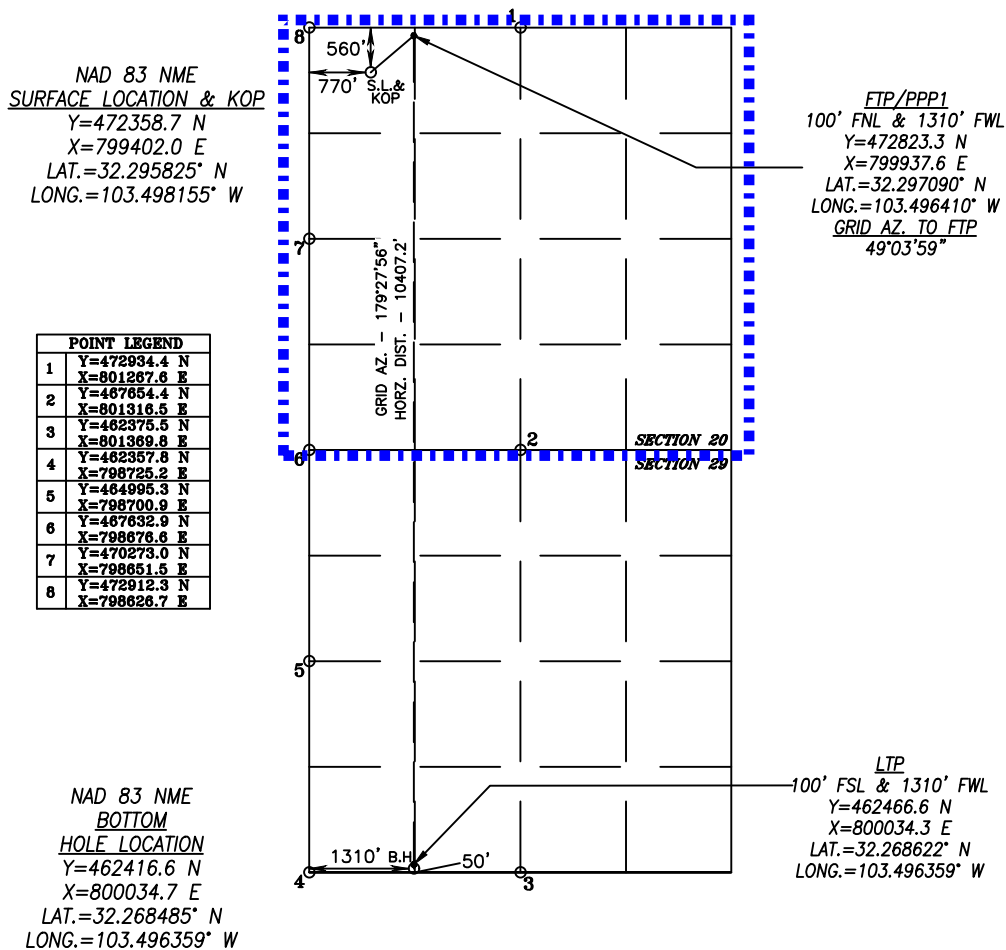 NAD 83 NME
SURFACE LOCATION & KOP
Y=472358.7 N
X=799402.0 E
LAT.=32.295825° N
LONG.=103.498155° W
8
1
560'
770'
S.L.&
KOP
FTP/PPP1
100' FNL & 1310' FWL
Y=472823.3 N
X=799937.6 E
LAT.=32.297090° N
LONG.=103.496410° W
GRID AZ. TO FTP
49°03'59"
7
GRID AZ. - 179°27'56"
HORZ. DIST. - 10407.2'
POINT LEGEND
1 Y=472934.4 N
X=801267.6 E
2 Y=467654.4 N
X=801316.5 E
3 Y=462375.5 N
X=801369.8 E
4 Y=462357.8 N
X=798725.2 E
5 Y=464995.3 N
X=798700.9 E
6 Y=467632.9 N
X=798676.6 E
7 Y=470273.0 N
X=798651.5 E
8 Y=472912.3 N
X=798626.7 E
6
2
SECTION 20
SECTION 29
5
NAD 83 NME
BOTTOM
HOLE LOCATION
Y=462416.6 N
X=800034.7 E
LAT.=32.268485° N
LONG.=103.496359° W
1310'
B.H
50'
4
3
LTP
100' FSL & 1310' FWL
Y=462466.6 N
X=800034.3 E
LAT.=32.268622° N
LONG.=103.496359° W